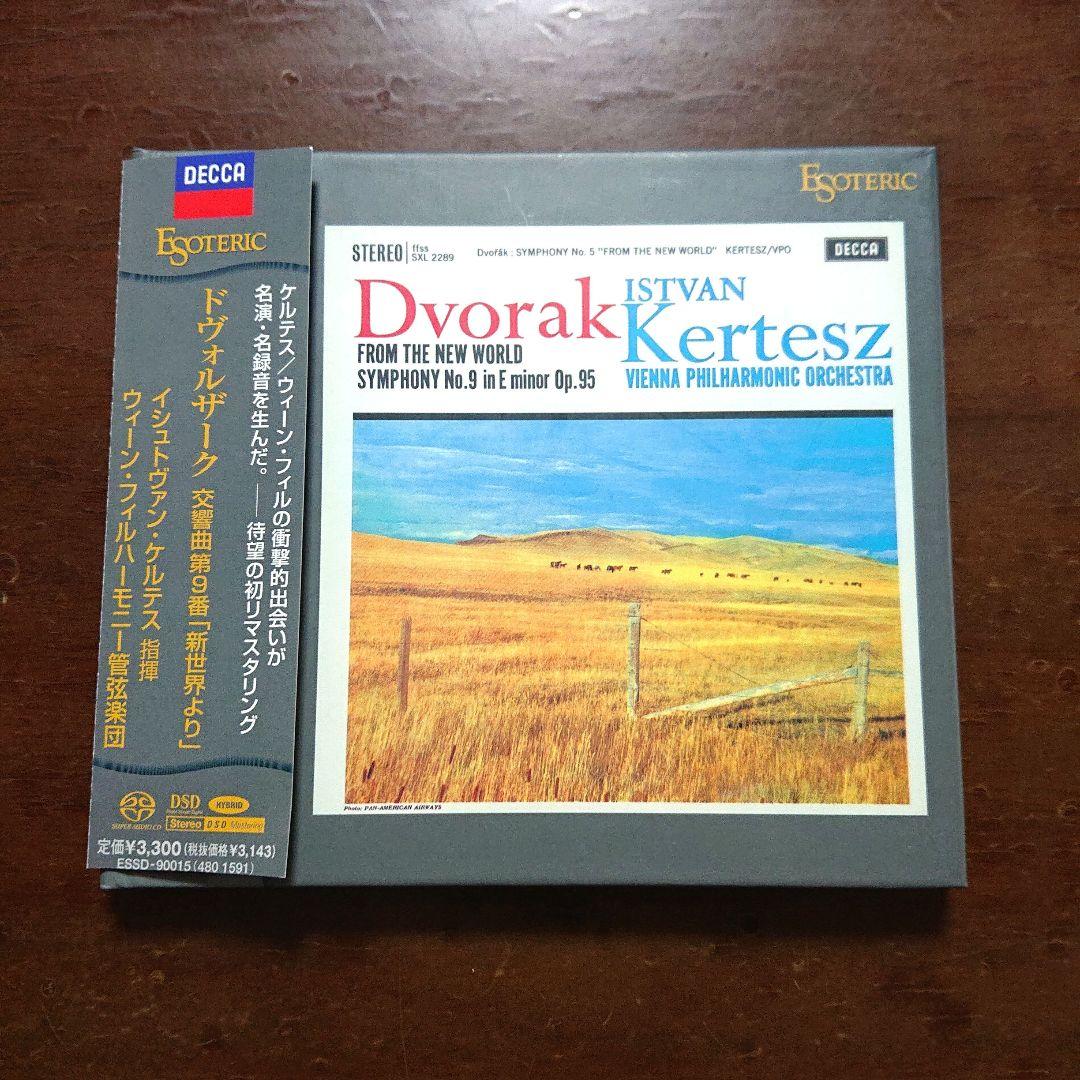 DECCA
ESOTERIC
ケルテス/ウィーン・フィルの衝撃的出会いが
名演・名録音を生んだ。―― 待望の初リマスタリング
ドヴォルザーク 交響曲第9番「新世界より」
イシュトヴァン・ケルテス 指揮
ウィーン・フィルハーモニー管弦楽団
SUPER AUDIO CD
DSD
Direct Stream Digital
HYBRID
Stereo DSD Mastering
定価¥3,300(税抜価格¥3,143)
ESSD-90015(480 1591)
ESOTERIC
STEREO ffss
SXL 2289
Dvořák: SYMPHONY No. 5 "FROM THE NEW WORLD" KERTESZ/VPO
DECCA
Dvorak
FROM THE NEW WORLD
SYMPHONY No.9 in E minor Op.95
ISTVAN
Kertesz
VIENNA PHILHARMONIC ORCHESTRA
Photo: PAN-AMERICAN AIRWAYS